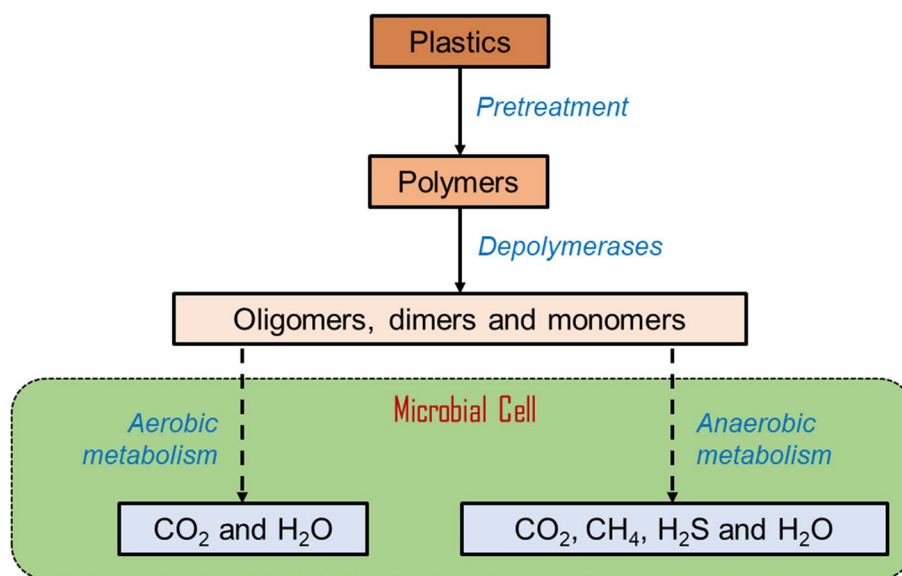 Plastics
Pretreatment
Polymers
Depolymerases
Oligomers, dimers and monomers
Microbial Cell
Aerobic
metabolism
Anaerobic
metabolism
CO₂ and H₂O
CO₂, CH₄, H₂S and H₂O